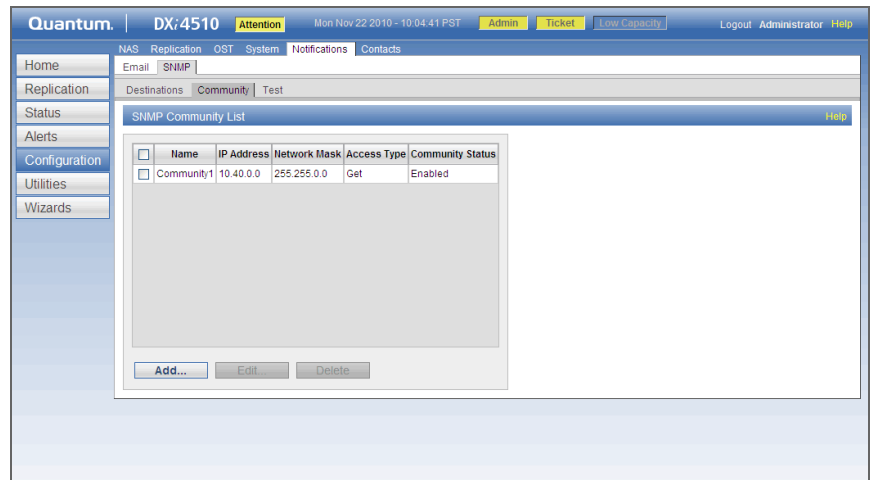 Quantum. DXi4510 Attention Mon Nov 22 2010 - 10:04:41 PST Admin Ticket Low Capacity Logout Administrator Help
NAS Replication OST System Notifications Contacts
Home
Email SNMP
Replication
Destinations Community Test
Status
SNMP Community List Help
Alerts
Configuration
Utilities
Wizards
Name IP Address Network Mask Access Type Community Status
Community1 10.40.0.0 255.255.0.0 Get Enabled
Add... Edit... Delete